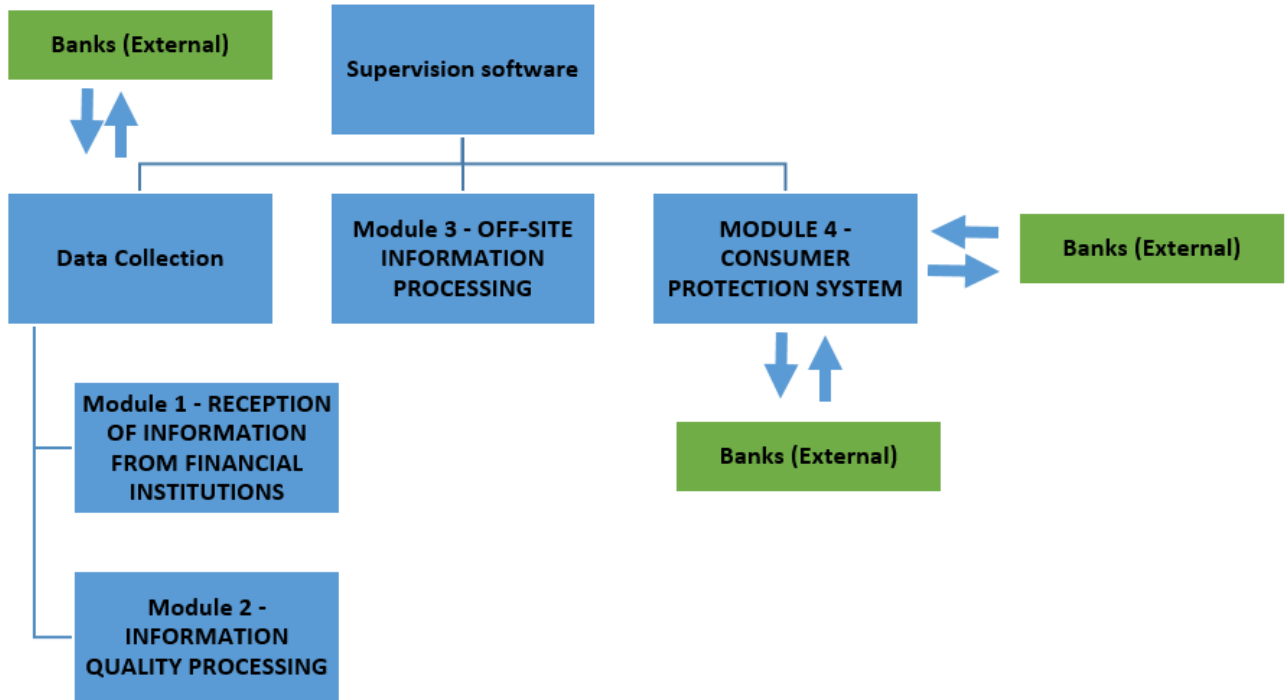 Banks (External)
Supervision software
Data Collection
Module 3 - OFF-SITE
INFORMATION
PROCESSING
MODULE 4 -
CONSUMER
PROTECTION SYSTEM
Banks (External)
Module 1 - RECEPTION
OF INFORMATION
FROM FINANCIAL
INSTITUTIONS
Banks (External)
Module 2 -
INFORMATION
QUALITY PROCESSING